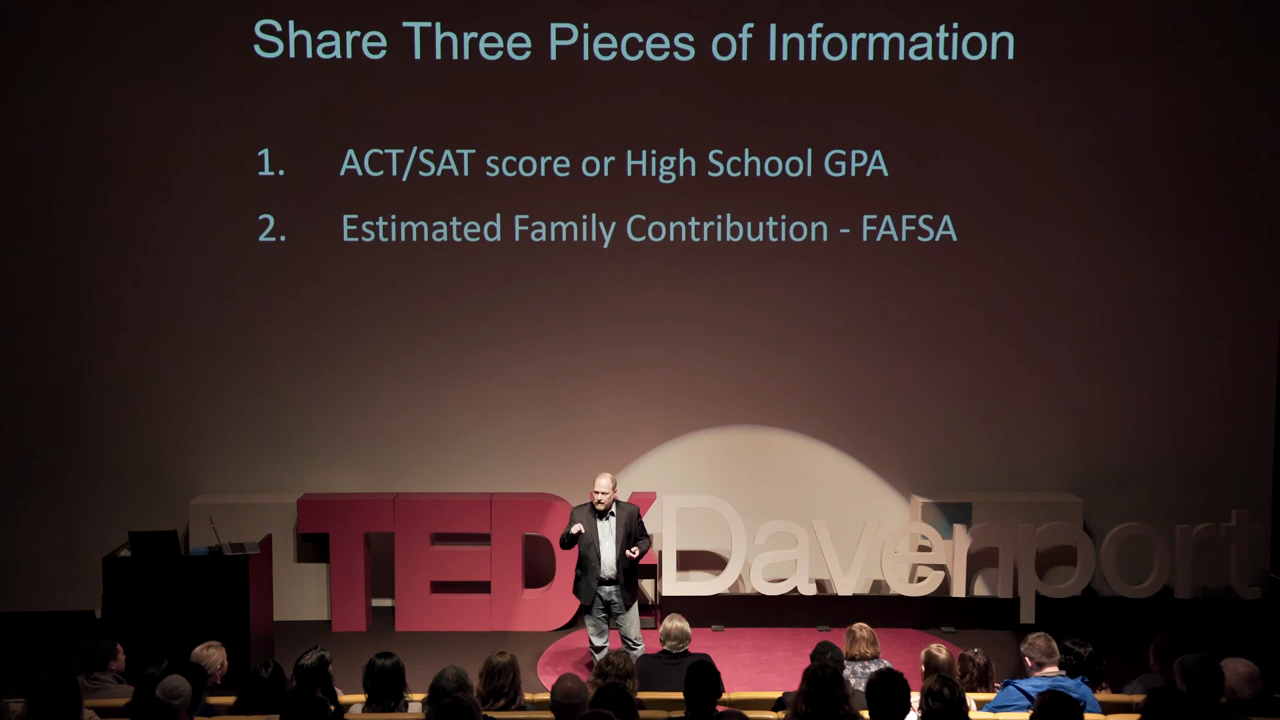 Share Three Pieces of Information
1. ACT/SAT score or High School GPA
2. Estimated Family Contribution - FAFSA
TEDxDavenport